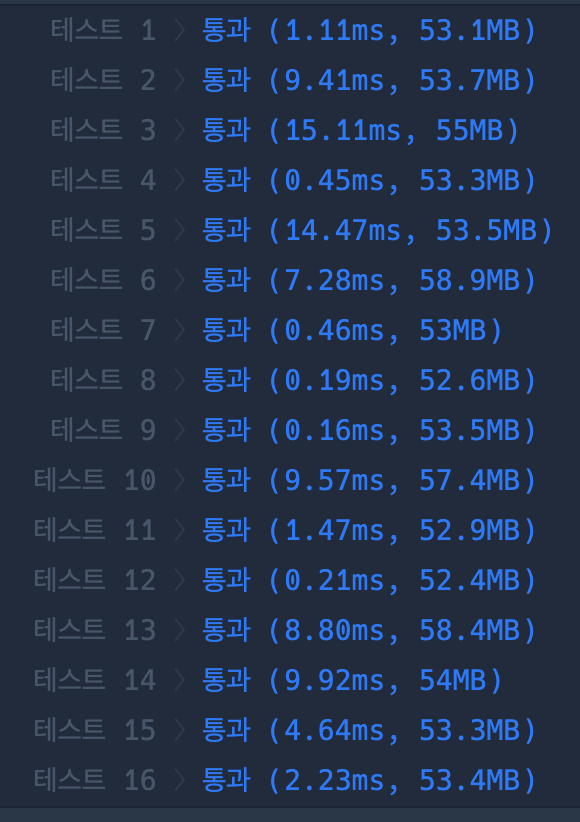 테스트 1 〉 통과 (1.11ms, 53.1MB)
테스트 2 〉 통과 (9.41ms, 53.7MB)
테스트 3 〉 통과 (15.11ms, 55MB)
테스트 4 〉 통과 (0.45ms, 53.3MB)
테스트 5 〉 통과 (14.47ms, 53.5MB)
테스트 6 〉 통과 (7.28ms, 58.9MB)
테스트 7 〉 통과 (0.46ms, 53MB)
테스트 8 〉 통과 (0.19ms, 52.6MB)
테스트 9 〉 통과 (0.16ms, 53.5MB)
테스트 10 〉 통과 (9.57ms, 57.4MB)
테스트 11 〉 통과 (1.47ms, 52.9MB)
테스트 12 〉 통과 (0.21ms, 52.4MB)
테스트 13 〉 통과 (8.80ms, 58.4MB)
테스트 14 〉 통과 (9.92ms, 54MB)
테스트 15 〉 통과 (4.64ms, 53.3MB)
테스트 16 〉 통과 (2.23ms, 53.4MB)